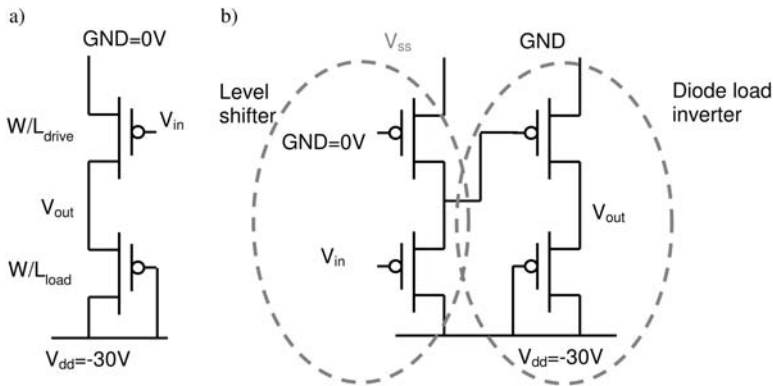 a)
GND=0V
W/Ldrive
Vin
Vout
W/Lload
Vdd=-30V
b)
Vss
GND
Level
shifter
Diode load
inverter
GND=0V
Vin
Vout
Vdd=-30V